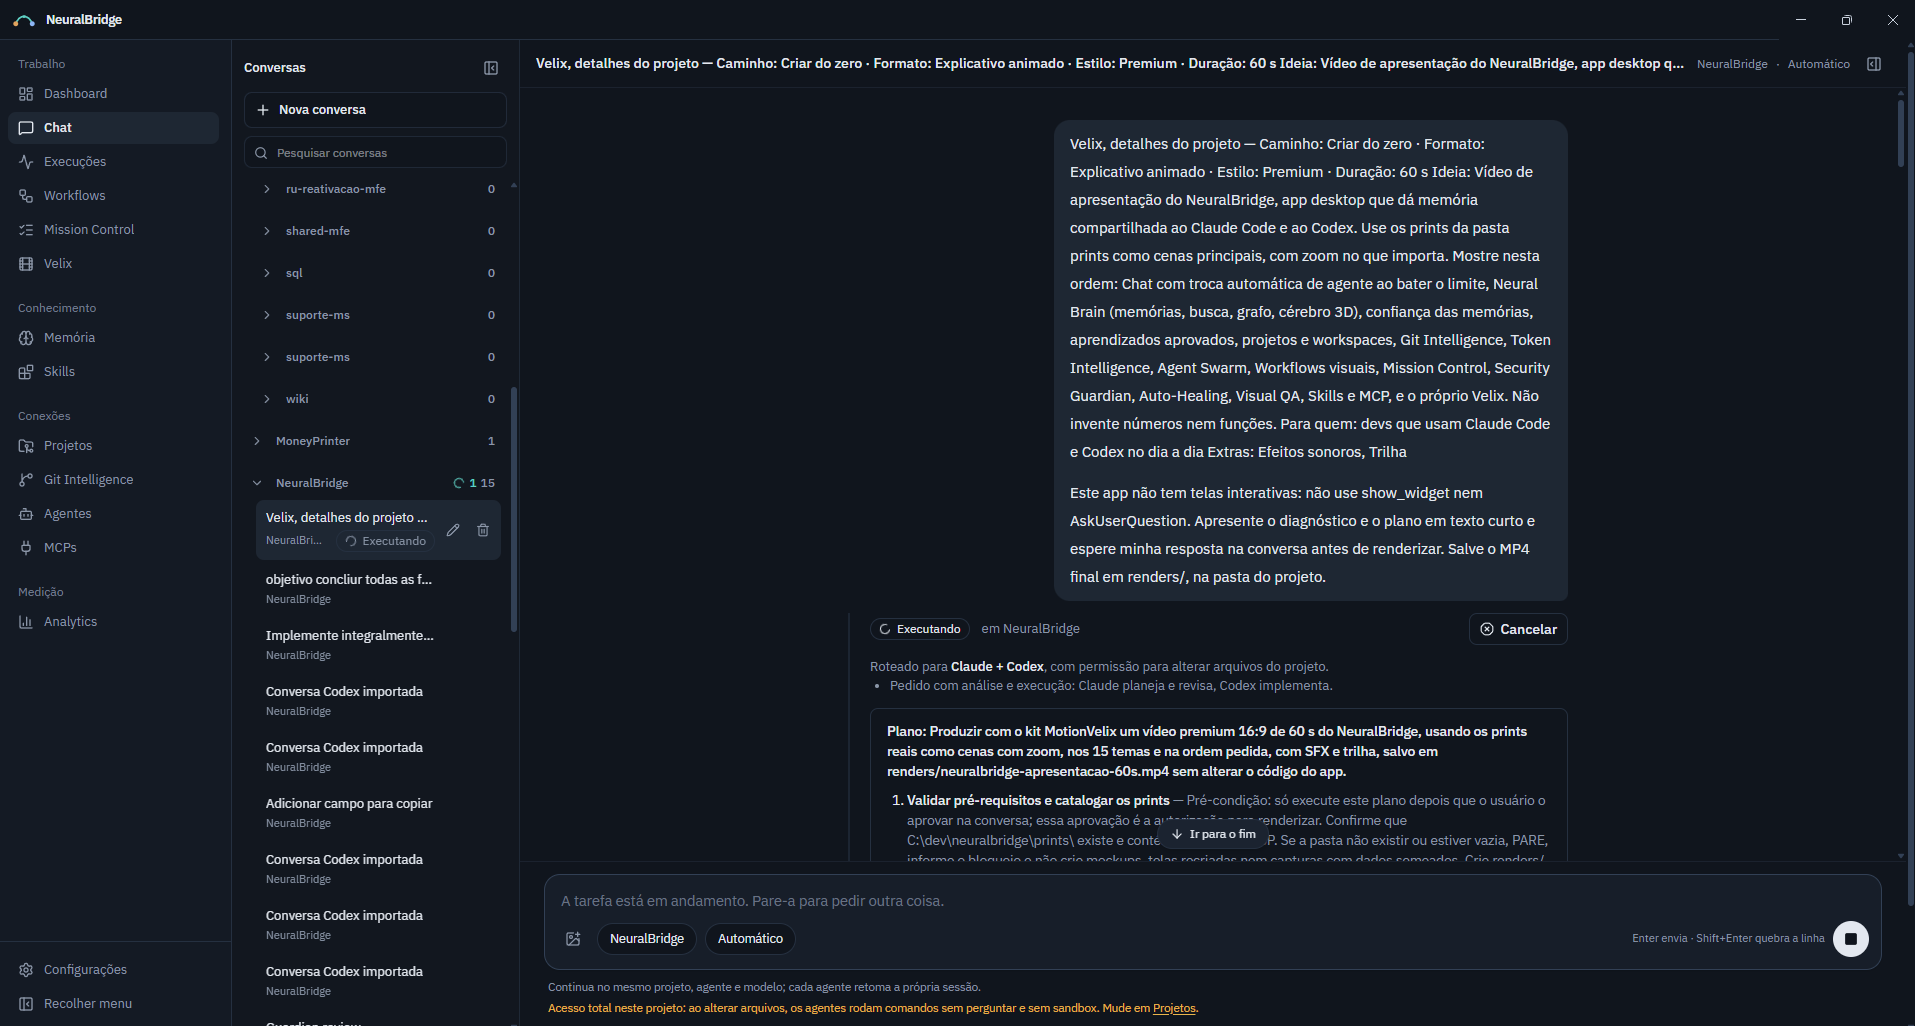 NeuralBridge
Trabalho
Dashboard
Chat
Execuções
Workflows
Mission Control
Velix
Conhecimento
Memória
Skills
Conexões
Projetos
Git Intelligence
Agentes
MCPs
Medição
Analytics
Configurações
Recolher menu
Conversas
Nova conversa
Pesquisar conversas
ru-reativacao-mfe 0
shared-mfe 0
sql 0
suporte-ms 0
suporte-ms 0
wiki 0
MoneyPrinter 1
NeuralBridge 1 15
Velix, detalhes do projeto ...
NeuralBri... Executando
objetivo concliur todas as f...
NeuralBridge
Implemente integralmente...
NeuralBridge
Conversa Codex importada
NeuralBridge
Conversa Codex importada
NeuralBridge
Adicionar campo para copiar
NeuralBridge
Conversa Codex importada
NeuralBridge
Conversa Codex importada
NeuralBridge
Conversa Codex importada
NeuralBridge
Guardian review
Velix, detalhes do projeto — Caminho: Criar do zero · Formato: Explicativo animado · Estilo: Premium · Duração: 60 s Ideia: Vídeo de apresentação do NeuralBridge, app desktop q... NeuralBridge · Automático
Velix, detalhes do projeto — Caminho: Criar do zero · Formato:
Explicativo animado · Estilo: Premium · Duração: 60 s Ideia: Vídeo de
apresentação do NeuralBridge, app desktop que dá memória
compartilhada ao Claude Code e ao Codex. Use os prints da pasta
prints como cenas principais, com zoom no que importa. Mostre nesta
ordem: Chat com troca automática de agente ao bater o limite, Neural
Brain (memórias, busca, grafo, cérebro 3D), confiança das memórias,
aprendizados aprovados, projetos e workspaces, Git Intelligence, Token
Intelligence, Agent Swarm, Workflows visuais, Mission Control, Security
Guardian, Auto-Healing, Visual QA, Skills e MCP, e o próprio Velix. Não
invente números nem funções. Para quem: devs que usam Claude Code
e Codex no dia a dia Extras: Efeitos sonoros, Trilha
Este app não tem telas interativas: não use show_widget nem
AskUserQuestion. Apresente o diagnóstico e o plano em texto curto e
espere minha resposta na conversa antes de renderizar. Salve o MP4
final em renders/, na pasta do projeto.
Executando em NeuralBridge Cancelar
Roteado para Claude + Codex, com permissão para alterar arquivos do projeto.
• Pedido com análise e execução: Claude planeja e revisa, Codex implementa.
Plano: Produzir com o kit MotionVelix um vídeo premium 16:9 de 60 s do NeuralBridge, usando os prints
reais como cenas com zoom, nos 15 temas e na ordem pedida, com SFX e trilha, salvo em
renders/neuralbridge-apresentacao-60s.mp4 sem alterar o código do app.
1. Validar pré-requisitos e catalogar os prints — Pré-condição: só execute este plano depois que o usuário o
aprovar na conversa; essa aprovação é a autorização para renderizar. Confirme que
C:\dev\neuralbridge\prints\ existe e conte P. Se a pasta não existir ou estiver vazia, PARE,
informe o bloqueio e não crie mockups, telas recriadas nem capturas com dados semeados. Crie renders/
Ir para o fim
A tarefa está em andamento. Pare-a para pedir outra coisa.
NeuralBridge Automático
Enter envia · Shift+Enter quebra a linha
Continua no mesmo projeto, agente e modelo; cada agente retoma a própria sessão.
Acesso total neste projeto: ao alterar arquivos, os agentes rodam comandos sem perguntar e sem sandbox. Mude em Projetos.